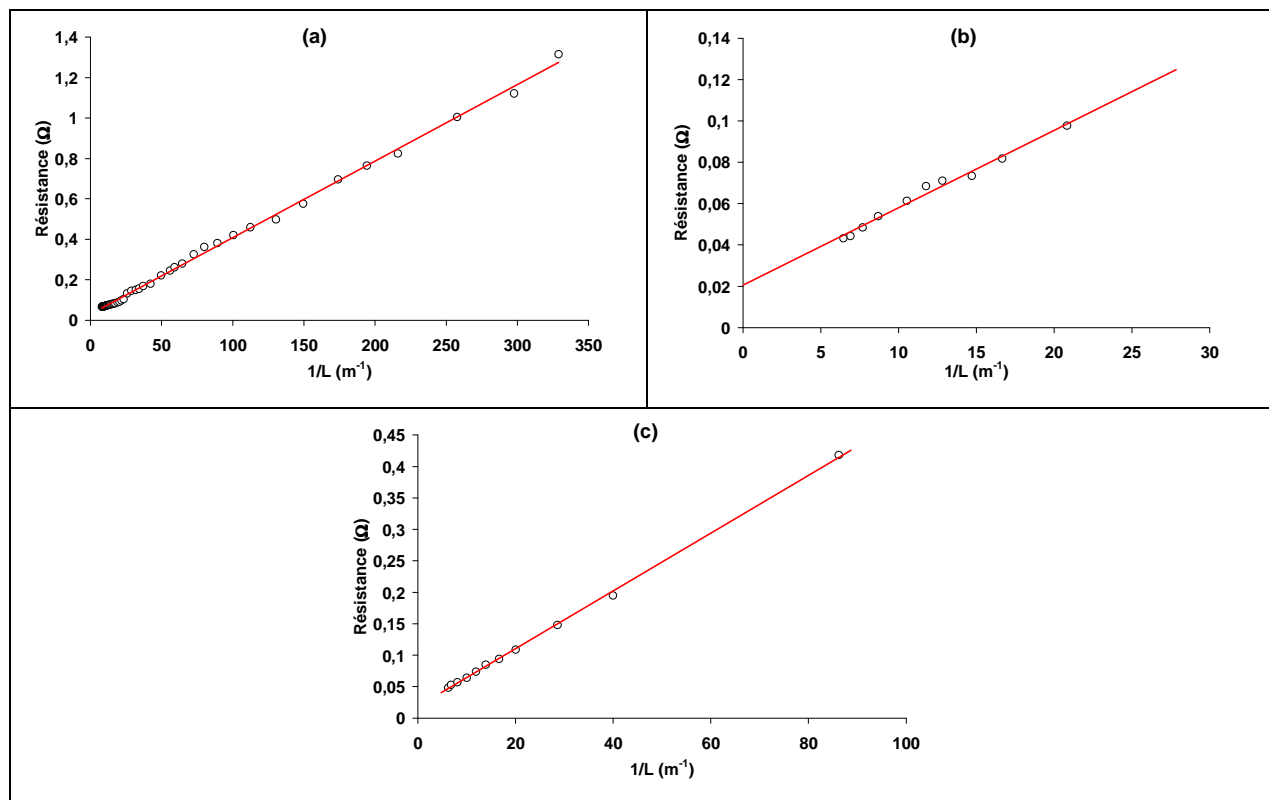 (a)
Résistance (Ω)
1,4
1,2
1
0,8
0,6
0,4
0,2
0
0 50 100 150 200 250 300 350
1/L (m⁻¹)
(b)
Résistance (Ω)
0,14
0,12
0,1
0,08
0,06
0,04
0,02
0
0 5 10 15 20 25 30
1/L (m⁻¹)
(c)
Résistance (Ω)
0,45
0,4
0,35
0,3
0,25
0,2
0,15
0,1
0,05
0
0 20 40 60 80 100
1/L (m⁻¹)